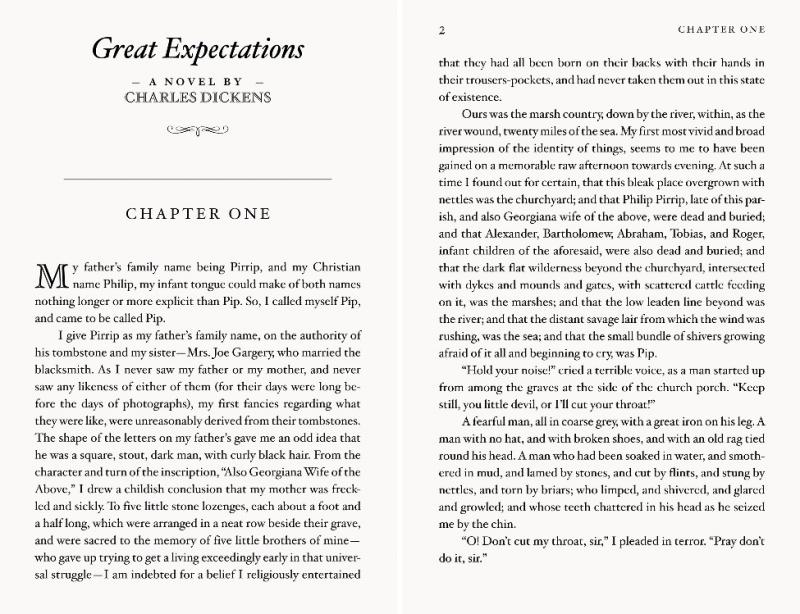 Great Expectations
– A NOVEL BY –
CHARLES DICKENS
CHAPTER ONE
My father’s family name being Pirrip, and my Christian
name Philip, my infant tongue could make of both names
nothing longer or more explicit than Pip. So, I called myself Pip,
and came to be called Pip.
I give Pirrip as my father’s family name, on the authority of
his tombstone and my sister—Mrs. Joe Gargery, who married the
blacksmith. As I never saw my father or my mother, and never
saw any likeness of either of them (for their days were long be-
fore the days of photographs), my first fancies regarding what
they were like, were unreasonably derived from their tombstones.
The shape of the letters on my father’s gave me an odd idea that
he was a square, stout, dark man, with curly black hair. From the
character and turn of the inscription, “Also Georgiana Wife of the
Above,” I drew a childish conclusion that my mother was freck-
led and sickly. To five little stone lozenges, each about a foot and
a half long, which were arranged in a neat row beside their grave,
and were sacred to the memory of five little brothers of mine—
who gave up trying to get a living exceedingly early in that univer-
sal struggle—I am indebted for a belief I religiously entertained
2
CHAPTER ONE
that they had all been born on their backs with their hands in
their trousers-pockets, and had never taken them out in this state
of existence.
Ours was the marsh country, down by the river, within, as the
river wound, twenty miles of the sea. My first most vivid and broad
impression of the identity of things, seems to me to have been
gained on a memorable raw afternoon towards evening. At such a
time I found out for certain, that this bleak place overgrown with
nettles was the churchyard; and that Philip Pirrip, late of this par-
ish, and also Georgiana wife of the above, were dead and buried;
and that Alexander, Bartholomew, Abraham, Tobias, and Roger,
infant children of the aforesaid, were also dead and buried; and
that the dark flat wilderness beyond the churchyard, intersected
with dykes and mounds and gates, with scattered cattle feeding
on it, was the marshes; and that the low leaden line beyond was
the river; and that the distant savage lair from which the wind was
rushing, was the sea; and that the small bundle of shivers growing
afraid of it all and beginning to cry, was Pip.
“Hold your noise!” cried a terrible voice, as a man started up
from among the graves at the side of the church porch. “Keep
still, you little devil, or I’ll cut your throat!”
A fearful man, all in coarse grey, with a great iron on his leg. A
man with no hat, and with broken shoes, and with an old rag tied
round his head. A man who had been soaked in water, and smoth-
ered in mud, and lamed by stones, and cut by flints, and stung by
nettles, and torn by briars; who limped, and shivered, and glared
and growled; and whose teeth chattered in his head as he seized
me by the chin.
“O! Don’t cut my throat, sir,” I pleaded in terror. “Pray don’t
do it, sir.”